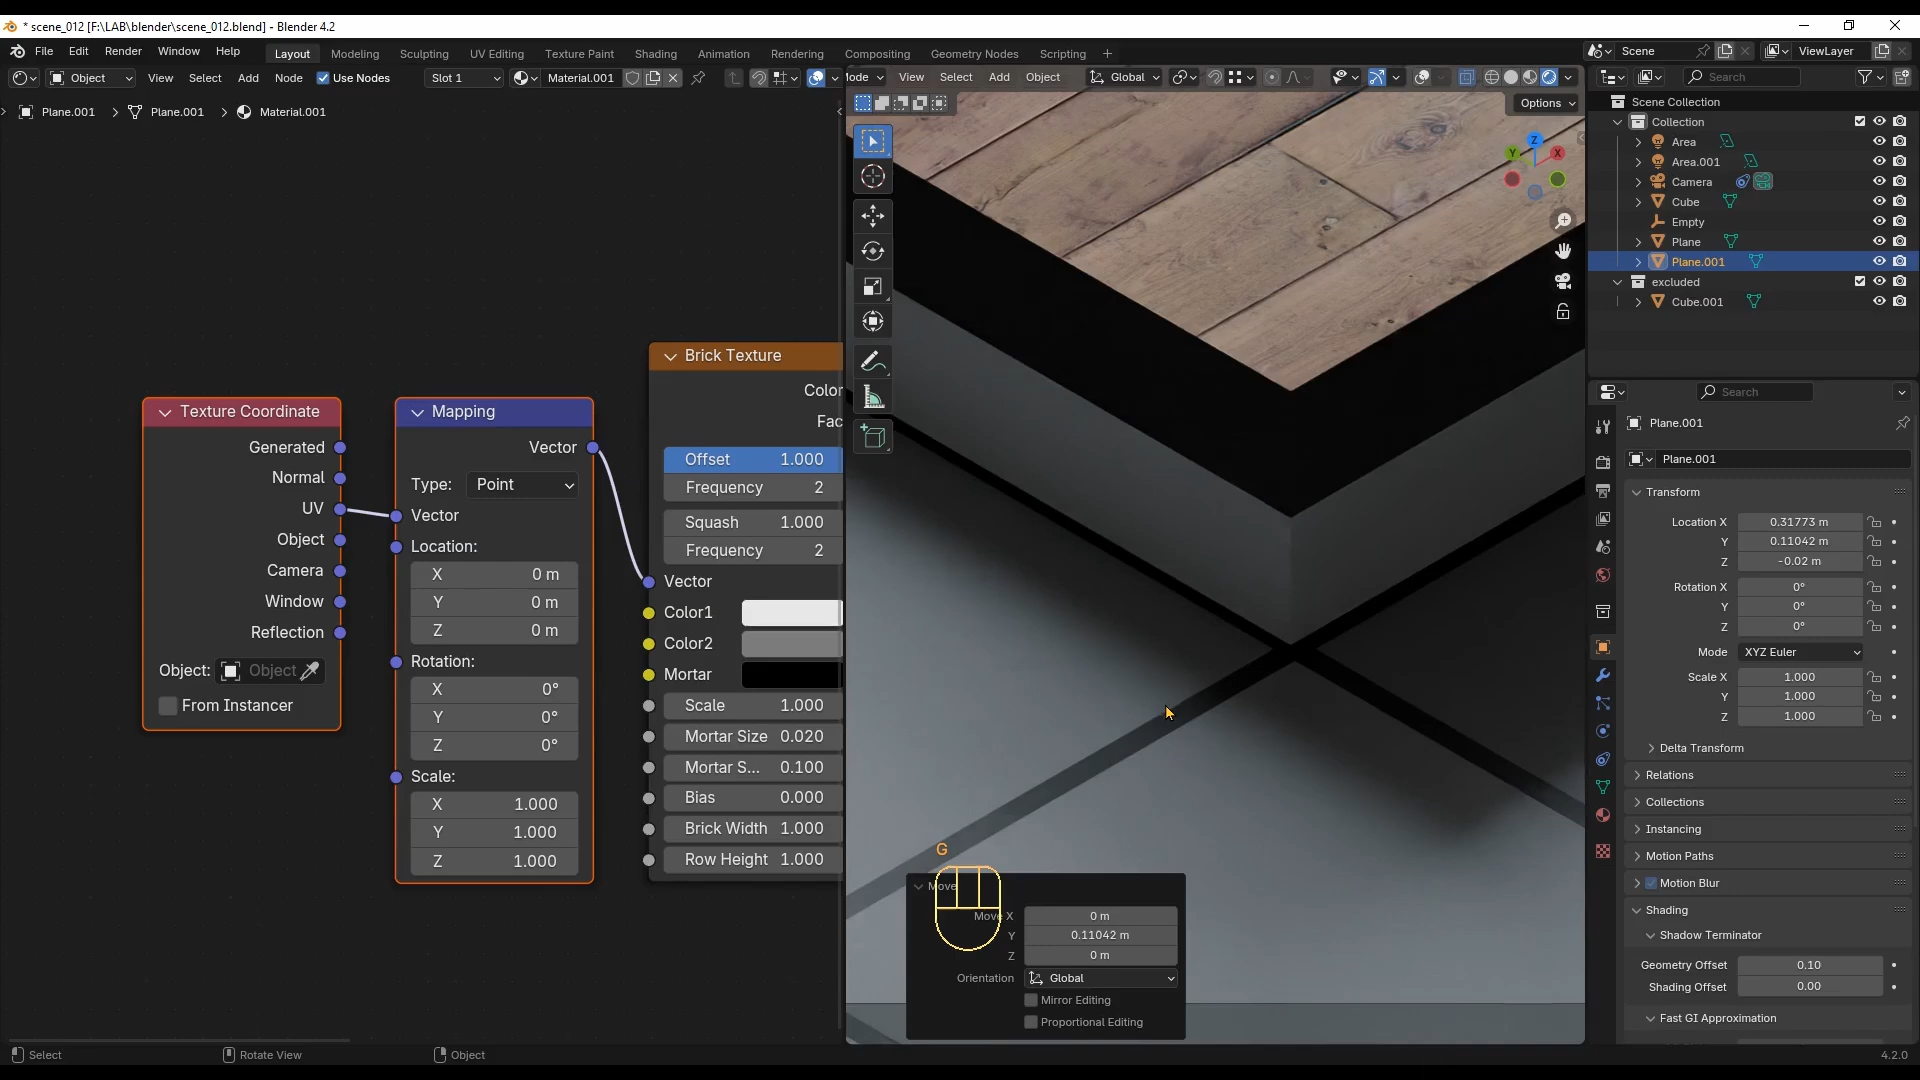 * scene_012 [F:\LAB\blender\scene_012.blend] - Blender 4.2
File Edit Render Window Help
Layout Modeling Sculpting UV Editing Texture Paint Shading Animation Rendering Compositing Geometry Nodes Scripting +
Scene
ViewLayer
Object View Select Add Node Use Nodes Slot 1 Material.001
Mode View Select Add Object Global
Search
Options
Plane.001 > Plane.001 > Material.001
Scene Collection
Collection
Area
Area.001
Camera
Cube
Empty
Plane
Plane.001
excluded
Cube.001
Z
Y
X
Texture Coordinate
Generated
Normal
UV
Object
Camera
Window
Reflection
Object: Object
From Instancer
Mapping
Vector
Type: Point
Vector
Location:
X 0 m
Y 0 m
Z 0 m
Rotation:
X 0°
Y 0°
Z 0°
Scale:
X 1.000
Y 1.000
Z 1.000
Brick Texture
Color
Fac
Offset 1.000
Frequency 2
Squash 1.000
Frequency 2
Vector
Color1
Color2
Mortar
Scale 1.000
Mortar Size 0.020
Mortar S... 0.100
Bias 0.000
Brick Width 1.000
Row Height 1.000
G
Move
Move X 0 m
Y 0.11042 m
Z 0 m
Orientation Global
Mirror Editing
Proportional Editing
Search
Plane.001
Plane.001
Transform
Location X 0.31773 m
Y 0.11042 m
Z -0.02 m
Rotation X 0°
Y 0°
Z 0°
Mode XYZ Euler
Scale X 1.000
Y 1.000
Z 1.000
Delta Transform
Relations
Collections
Instancing
Motion Paths
Motion Blur
Shading
Shadow Terminator
Geometry Offset 0.10
Shading Offset 0.00
Fast GI Approximation
Select
Rotate View
Object
4.2.0